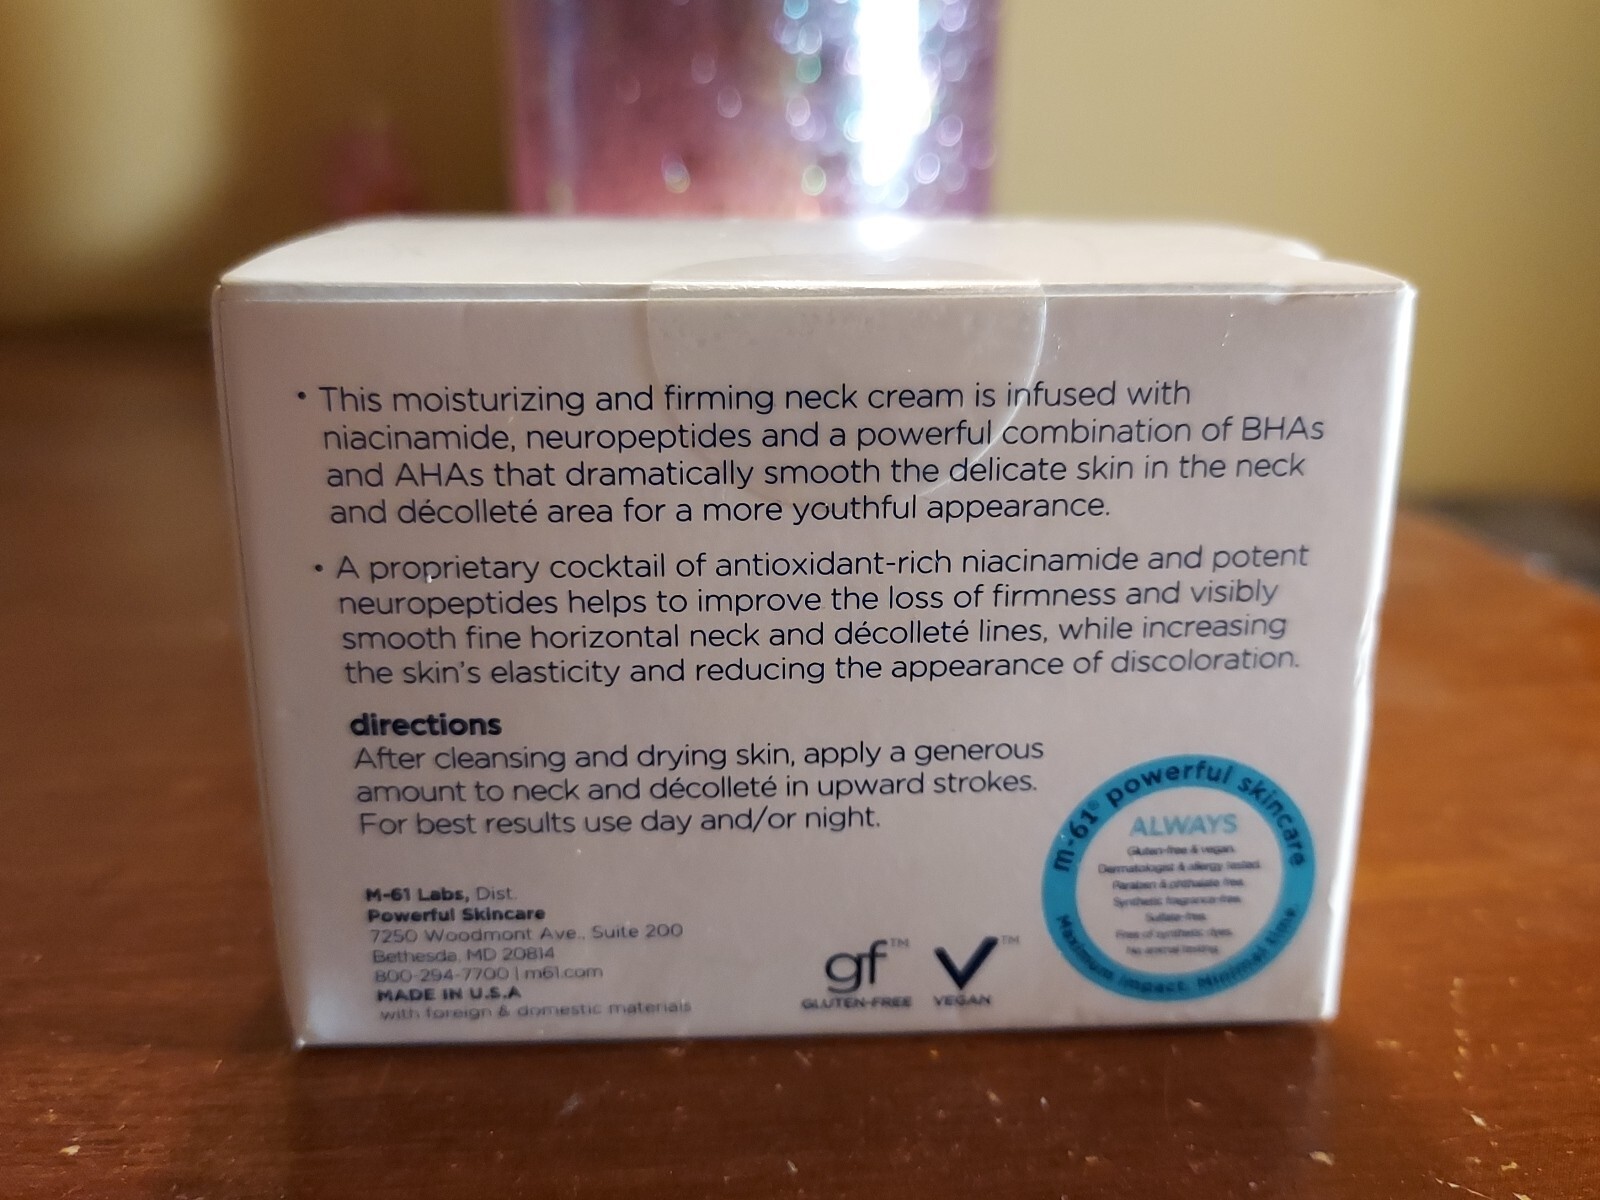 • This moisturizing and firming neck cream is infused with
niacinamide, neuropeptides and a powerful combination of BHAs
and AHAs that dramatically smooth the delicate skin in the neck
and décolleté area for a more youthful appearance.
• A proprietary cocktail of antioxidant-rich niacinamide and potent
neuropeptides helps to improve the loss of firmness and visibly
smooth fine horizontal neck and décolleté lines, while increasing
the skin's elasticity and reducing the appearance of discoloration.
directions
After cleansing and drying skin, apply a generous
amount to neck and décolleté in upward strokes.
For best results use day and/or night.
M-61 Labs, Dist.
Powerful Skincare
7250 Woodmont Ave., Suite 200
Bethesda, MD 20814
800-294-7700 | m61.com
MADE IN U.S.A
with foreign & domestic materials
gf™
GLUTEN-FREE
V™
VEGAN
m-61® powerful skincare
ALWAYS
Gluten-free & vegan.
Dermatologist & allergy tested.
Paraben & phthalate free.
Synthetic fragrance-free.
Sulfate-free.
Free of synthetic dyes.
No animal testing.
Maximum impact. Minimal time.